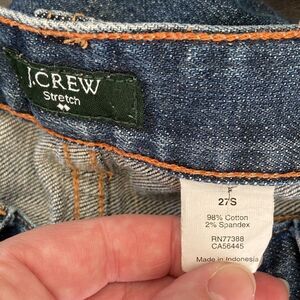 J.CREW
Stretch
F
27S
98% Cotton
2% Spandex
RN77388
CA56445
Made in Indonesia